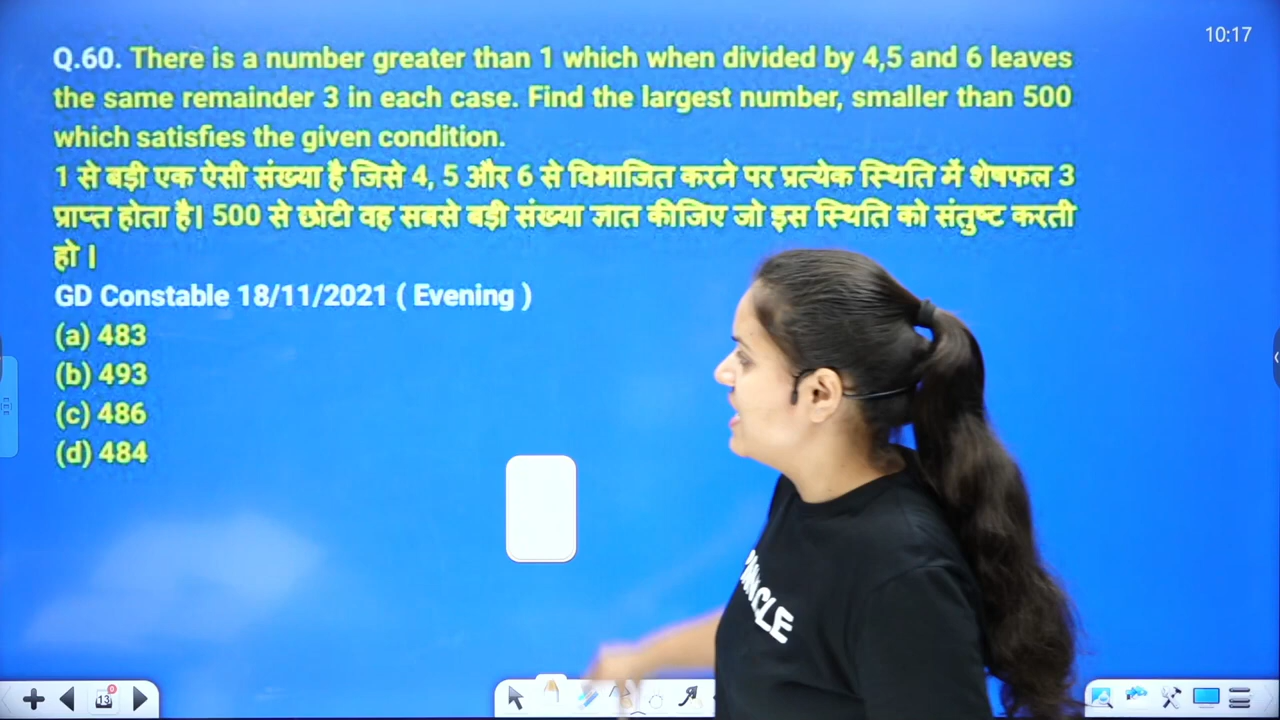 10:17
Q.60. There is a number greater than 1 which when divided by 4,5 and 6 leaves
the same remainder 3 in each case. Find the largest number, smaller than 500
which satisfies the given condition.
1 से बड़ी एक ऐसी संख्या है जिसे 4, 5 और 6 से विभाजित करने पर प्रत्येक स्थिति में शेषफल 3
प्राप्त होता है। 500 से छोटी वह सबसे बड़ी संख्या ज्ञात कीजिए जो इस स्थिति को संतुष्ट करती
हो ।
GD Constable 18/11/2021 ( Evening )
(a) 483
(b) 493
(c) 486
(d) 484
13